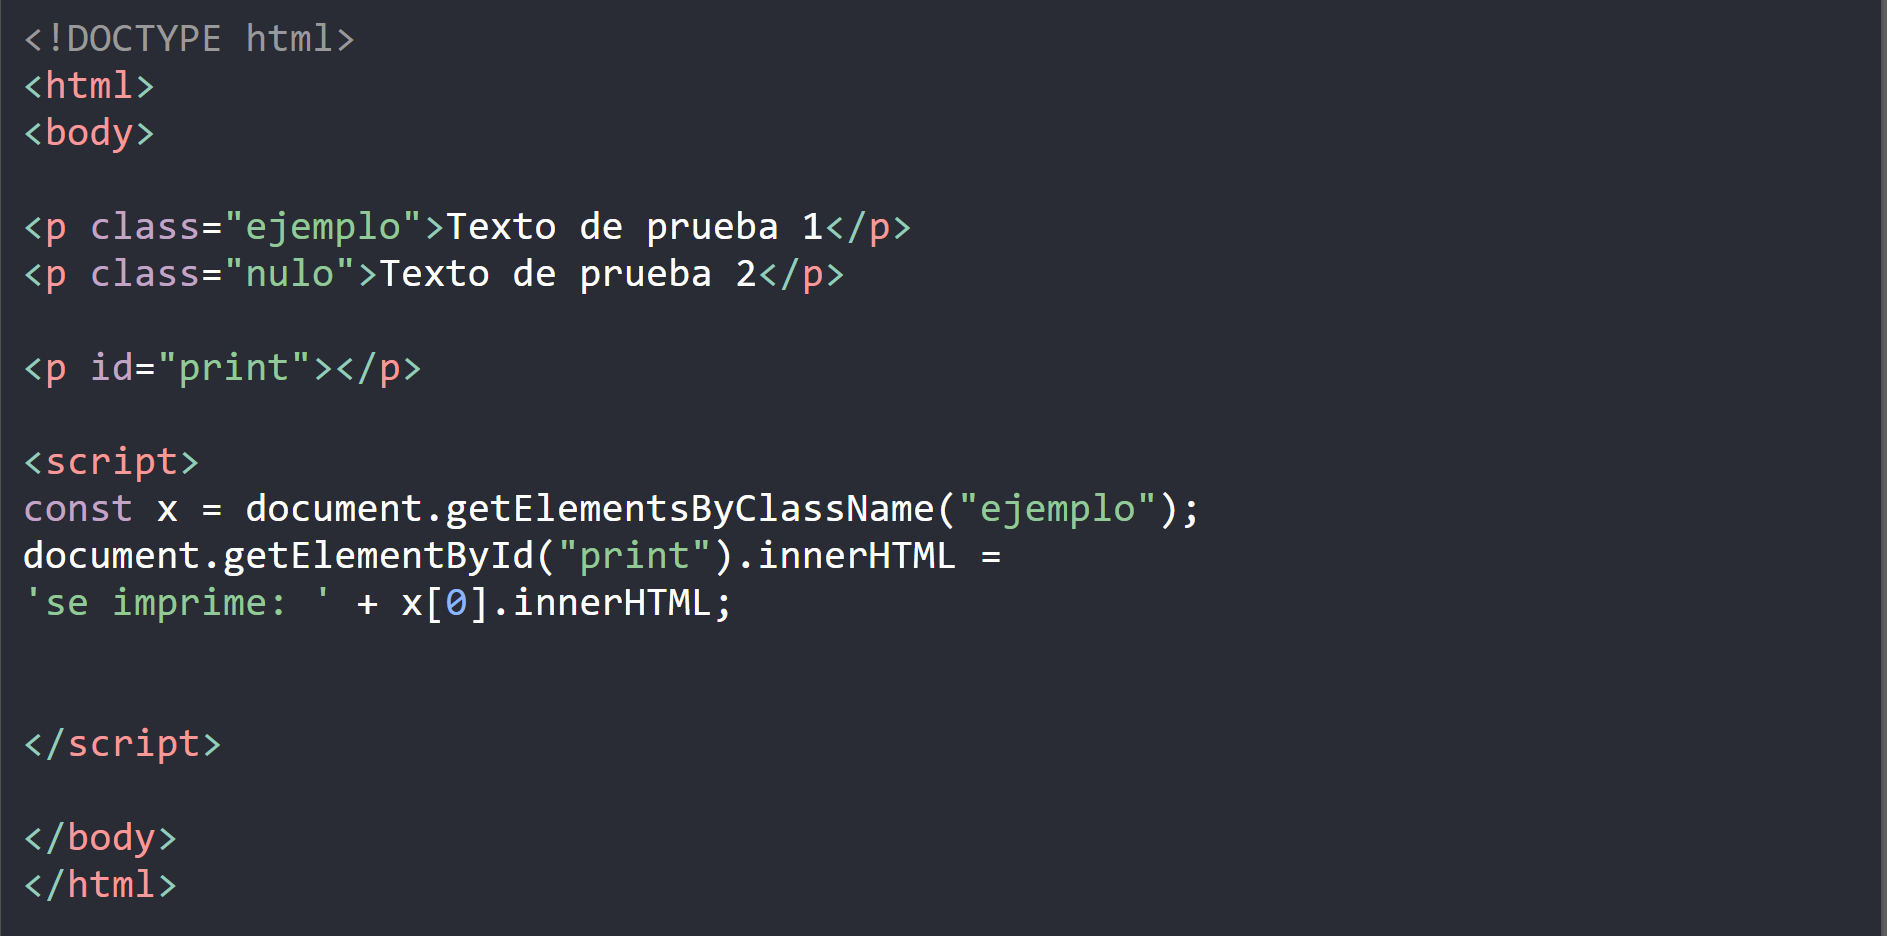 <!DOCTYPE html>
<html>
<body>
<p class="ejemplo">Texto de prueba 1</p>
<p class="nulo">Texto de prueba 2</p>
<p id="print"></p>
<script>
const x = document.getElementsByClassName("ejemplo");
document.getElementById("print").innerHTML =
'se imprime: ' + x[0].innerHTML;
</script>
</body>
</html>